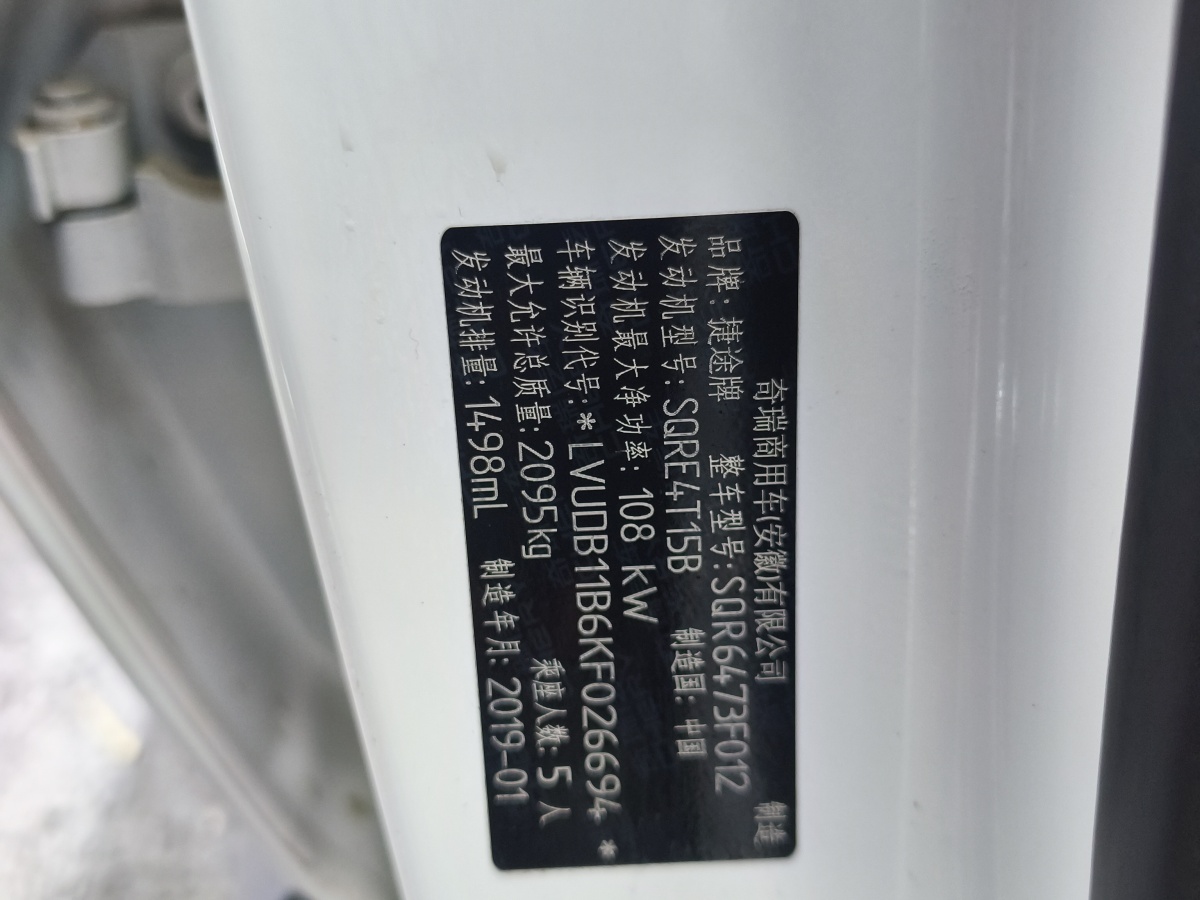 奇瑞商用车(安徽)有限公司 制造
品牌:捷途牌 整车型号:SQR6473F012
发动机型号:SQRE4T15B 制造国:中国
发动机最大净功率:108 kW
车辆识别代号:*LVUDB11B6KF026694*
最大允许总质量:2095kg 乘座人数:5人
发动机排量:1498mL 制造年月:2019-01